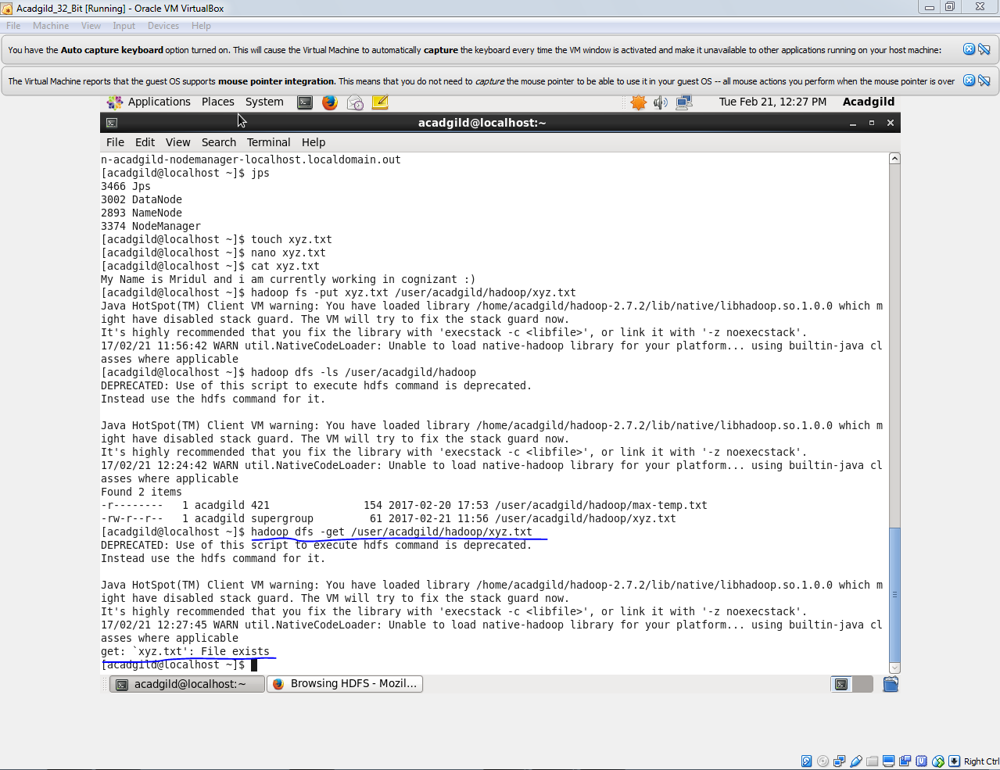 Acadgild_32_Bit [Running] - Oracle VM VirtualBox
File Machine View Input Devices Help
You have the Auto capture keyboard option turned on. This will cause the Virtual Machine to automatically capture the keyboard every time the VM window is activated and make it unavailable to other applications running on your host machine:
The Virtual Machine reports that the guest OS supports mouse pointer integration. This means that you do not need to capture the mouse pointer to be able to use it in your guest OS -- all mouse actions you perform when the mouse pointer is over
Applications Places System Tue Feb 21, 12:27 PM Acadgild
acadgild@localhost:~
File Edit View Search Terminal Help
n-acadgild-nodemanager-localhost.localdomain.out
[acadgild@localhost ~]$ jps
3466 Jps
3002 DataNode
2893 NameNode
3374 NodeManager
[acadgild@localhost ~]$ touch xyz.txt
[acadgild@localhost ~]$ nano xyz.txt
[acadgild@localhost ~]$ cat xyz.txt
My Name is Mridul and i am currently working in cognizant :)
[acadgild@localhost ~]$ hadoop fs -put xyz.txt /user/acadgild/hadoop/xyz.txt
Java HotSpot(TM) Client VM warning: You have loaded library /home/acadgild/hadoop-2.7.2/lib/native/libhadoop.so.1.0.0 which m
ight have disabled stack guard. The VM will try to fix the stack guard now.
It's highly recommended that you fix the library with 'execstack -c <libfile>', or link it with '-z noexecstack'.
17/02/21 11:56:42 WARN util.NativeCodeLoader: Unable to load native-hadoop library for your platform... using builtin-java cl
asses where applicable
[acadgild@localhost ~]$ hadoop dfs -ls /user/acadgild/hadoop
DEPRECATED: Use of this script to execute hdfs command is deprecated.
Instead use the hdfs command for it.
Java HotSpot(TM) Client VM warning: You have loaded library /home/acadgild/hadoop-2.7.2/lib/native/libhadoop.so.1.0.0 which m
ight have disabled stack guard. The VM will try to fix the stack guard now.
It's highly recommended that you fix the library with 'execstack -c <libfile>', or link it with '-z noexecstack'.
17/02/21 12:24:42 WARN util.NativeCodeLoader: Unable to load native-hadoop library for your platform... using builtin-java cl
asses where applicable
Found 2 items
-r-------- 1 acadgild 421 154 2017-02-20 17:53 /user/acadgild/hadoop/max-temp.txt
-rw-r--r-- 1 acadgild supergroup 61 2017-02-21 11:56 /user/acadgild/hadoop/xyz.txt
[acadgild@localhost ~]$ hadoop dfs -get /user/acadgild/hadoop/xyz.txt
DEPRECATED: Use of this script to execute hdfs command is deprecated.
Instead use the hdfs command for it.
Java HotSpot(TM) Client VM warning: You have loaded library /home/acadgild/hadoop-2.7.2/lib/native/libhadoop.so.1.0.0 which m
ight have disabled stack guard. The VM will try to fix the stack guard now.
It's highly recommended that you fix the library with 'execstack -c <libfile>', or link it with '-z noexecstack'.
17/02/21 12:27:45 WARN util.NativeCodeLoader: Unable to load native-hadoop library for your platform... using builtin-java cl
asses where applicable
get: `xyz.txt': File exists
[acadgild@localhost ~]$
acadgild@localhost:~ Browsing HDFS - Mozil...
Right Ctrl